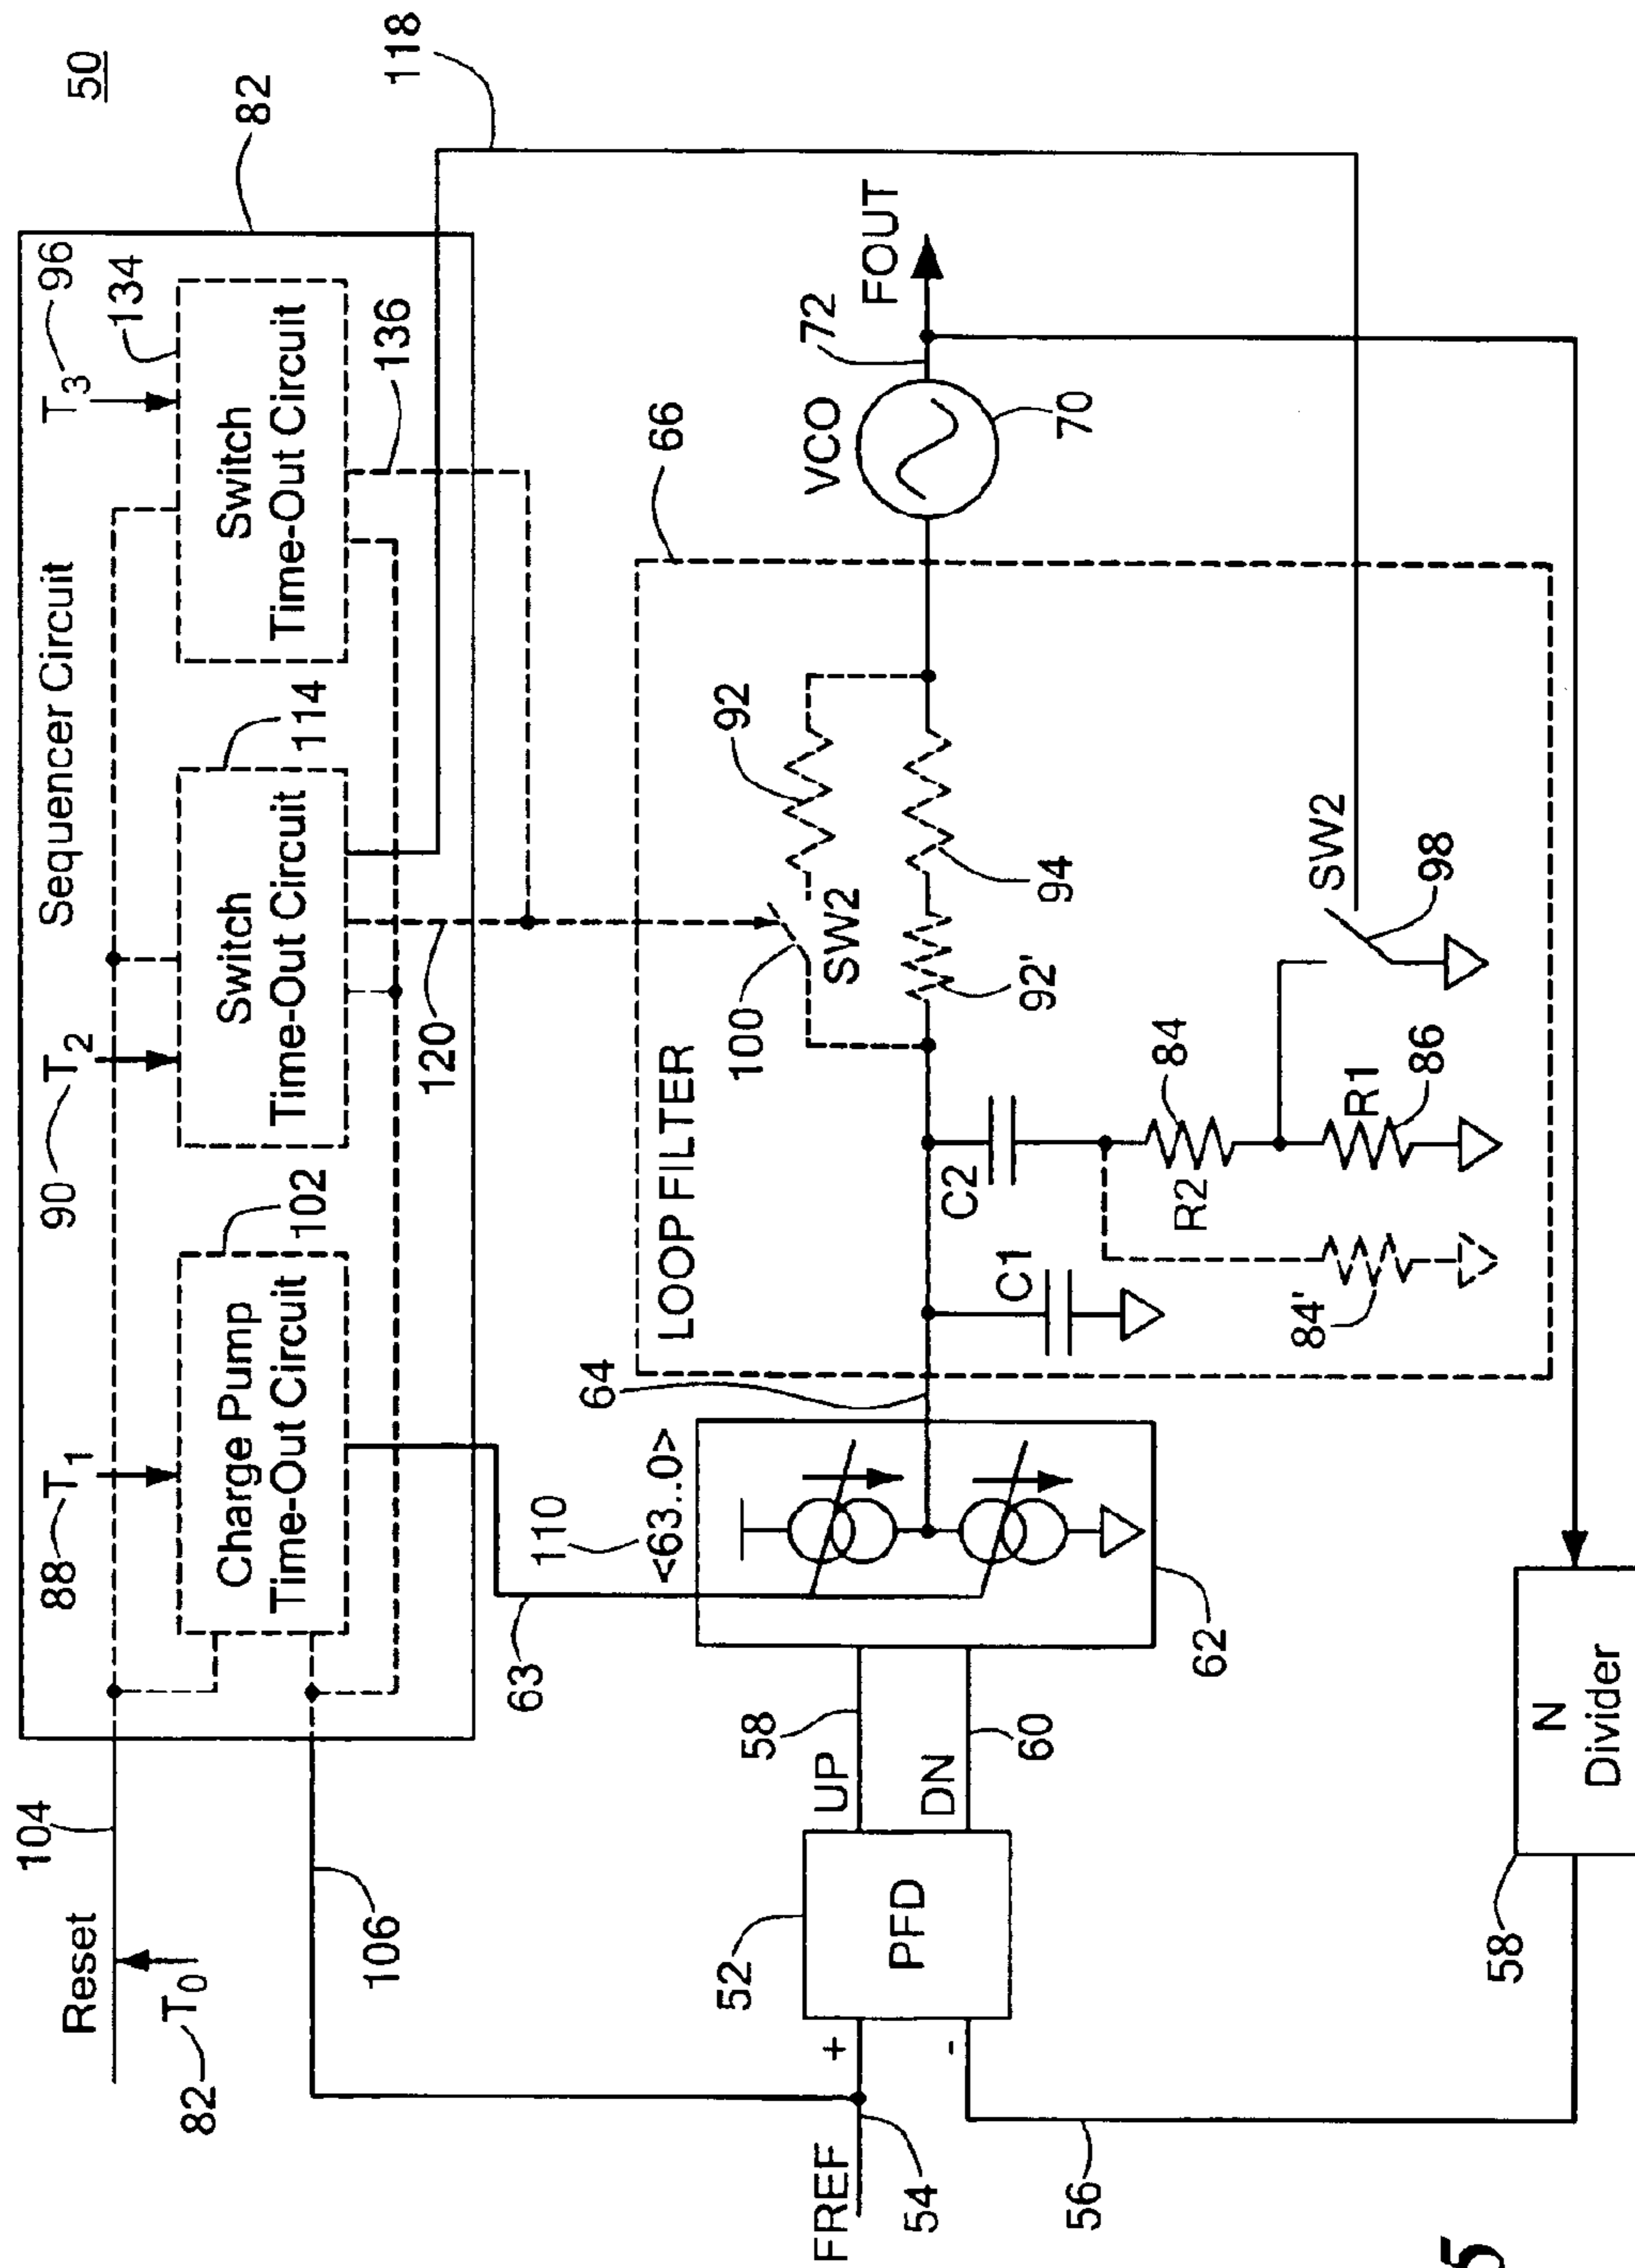 50
82
118
Reset
104
T0
82
Sequencer Circuit
88
T1
90
T2
T3
96
102
114
134
Charge Pump
Time-Out Circuit
Switch
Time-Out Circuit
Switch
Time-Out Circuit
136
106
120
63
110
<63..0>
64
66
LOOP FILTER
100
SW2
92
92'
94
VCO
72
FOUT
70
FREF
54
+
-
52
PFD
UP
58
DN
60
62
C1
C2
84
R2
84'
R1
86
SW2
98
56
58
N
Divider
5